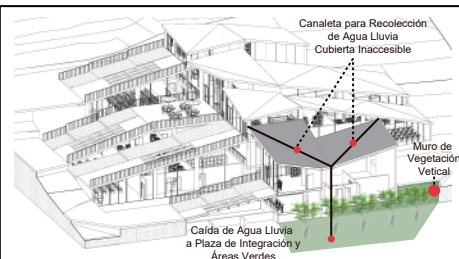 Canaleta para Recolección
de Agua Lluvia
Cubierta Inaccesible
Muro de
Vegetación
Vetical
Caída de Agua Lluvia
a Plaza de Integración y
Áreas Verdes